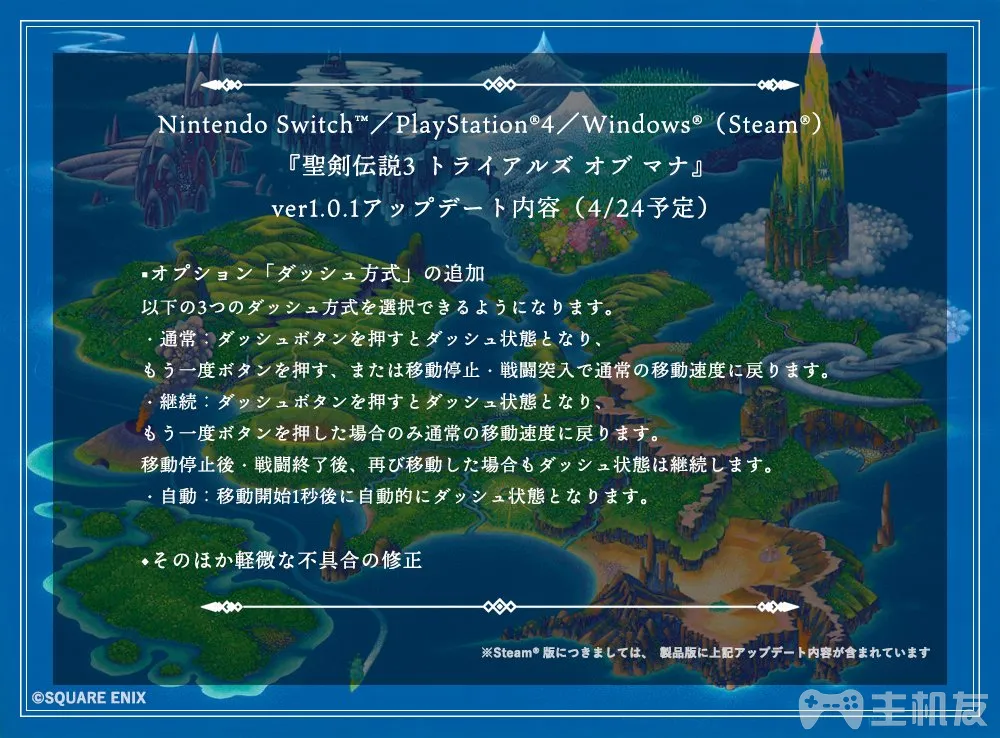 Nintendo Switch™／PlayStation®4／Windows®（Steam®）
『聖剣伝説3 トライアルズ オブ マナ』
ver1.0.1アップデート内容（4/24予定）
▪オプション「ダッシュ方式」の追加
以下の3つのダッシュ方式を選択できるようになります。
・通常：ダッシュボタンを押すとダッシュ状態となり、
もう一度ボタンを押す、または移動停止・戦闘突入で通常の移動速度に戻ります。
・継続：ダッシュボタンを押すとダッシュ状態となり、
もう一度ボタンを押した場合のみ通常の移動速度に戻ります。
移動停止後・戦闘終了後、再び移動した場合もダッシュ状態は継続します。
・自動：移動開始1秒後に自動的にダッシュ状態となります。
⬩そのほか軽微な不具合の修正
※Steam® 版につきましては、 製品版に上記アップデート内容が含まれています
©SQUARE ENIX
主机友